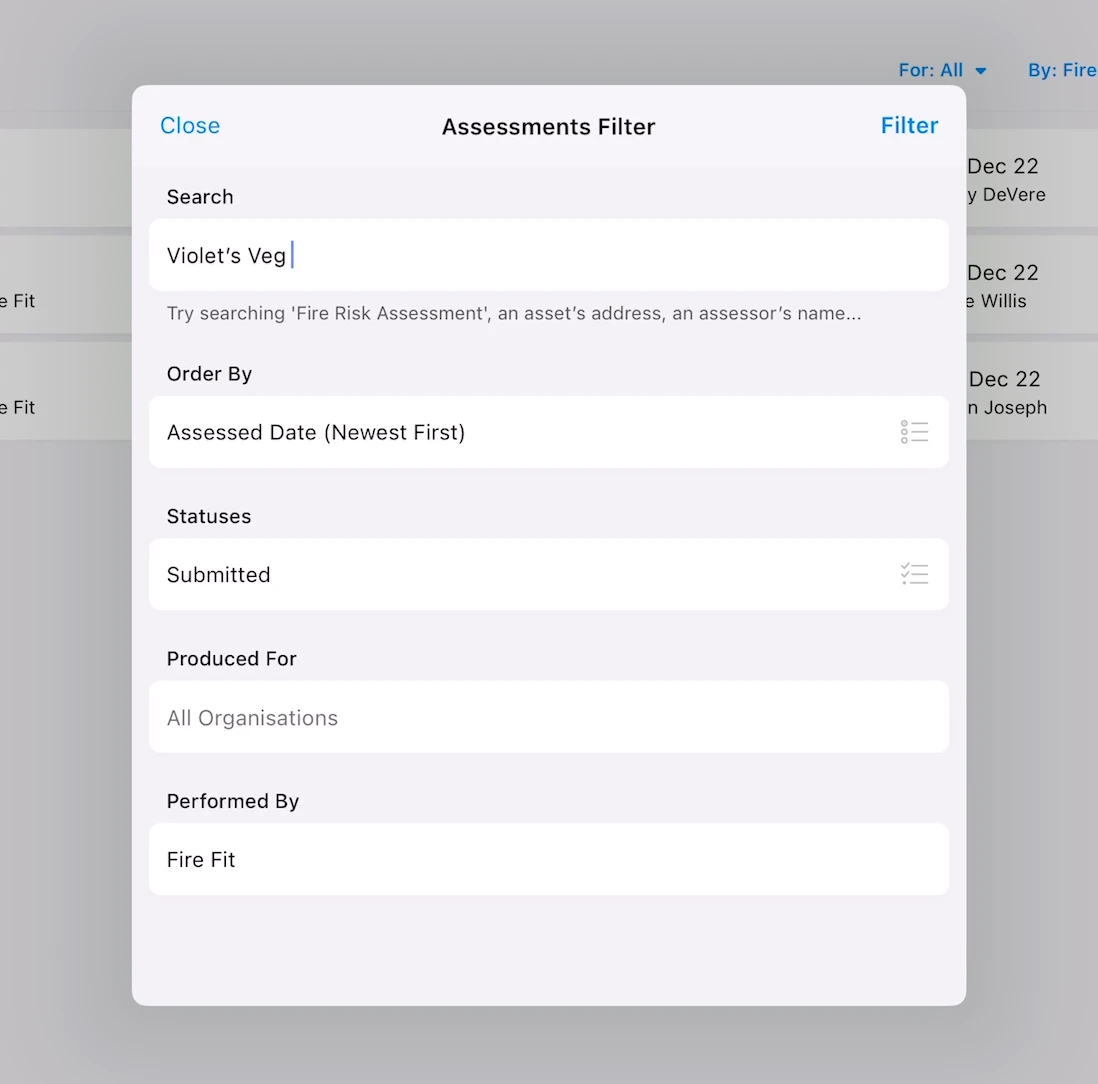 For: All
By: Fire
Close
Assessments Filter
Filter
Search
Violet’s Veg
Try searching 'Fire Risk Assessment', an asset’s address, an assessor’s name...
Order By
Assessed Date (Newest First)
Statuses
Submitted
Produced For
All Organisations
Performed By
Fire Fit
Dec 22
y DeVere
e Fit
Dec 22
e Willis
e Fit
Dec 22
n Joseph